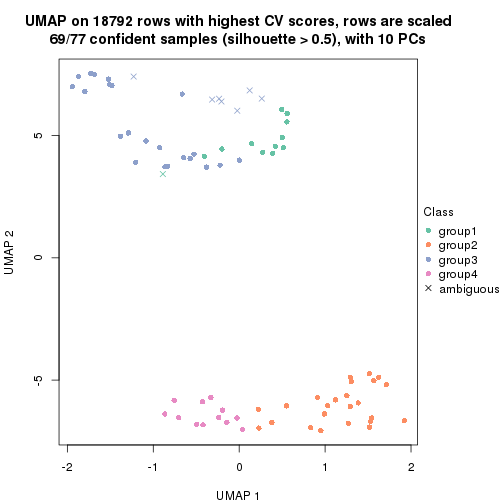 UMAP on 18792 rows with highest CV scores, rows are scaled
69/77 confident samples (silhouette > 0.5), with 10 PCs
5
0
-5
UMAP 2
-2 -1 0 1 2
UMAP 1
Class
group1
group2
group3
group4
ambiguous